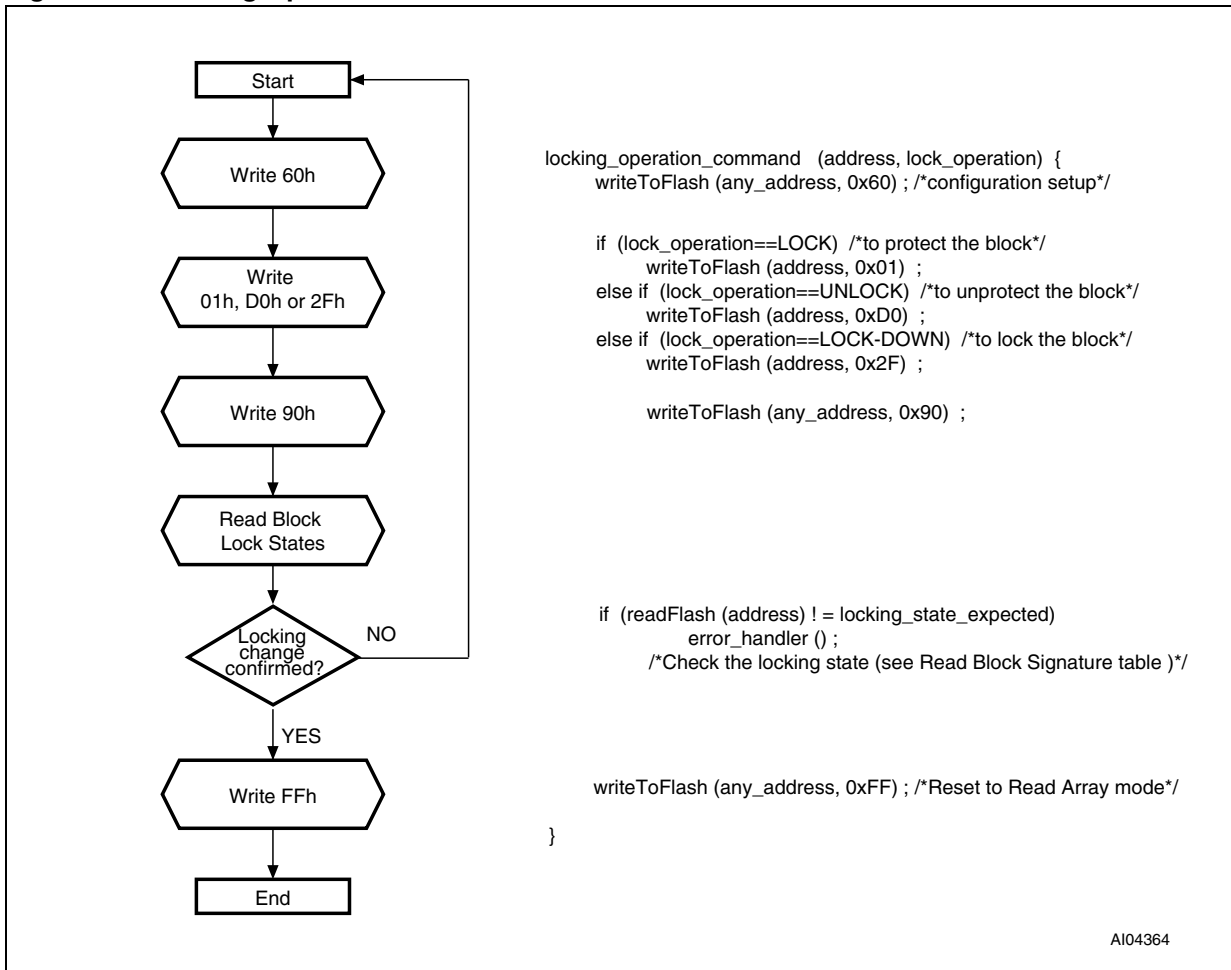 Start
Write 60h
Write
01h, D0h or 2Fh
Write 90h
Read Block
Lock States
Locking
change
confirmed?
NO
YES
Write FFh
End
locking_operation_command (address, lock_operation) {
writeToFlash (any_address, 0x60) ; /*configuration setup*/
if (lock_operation==LOCK) /*to protect the block*/
writeToFlash (address, 0x01) ;
else if (lock_operation==UNLOCK) /*to unprotect the block*/
writeToFlash (address, 0xD0) ;
else if (lock_operation==LOCK-DOWN) /*to lock the block*/
writeToFlash (address, 0x2F) ;
writeToFlash (any_address, 0x90) ;
if (readFlash (address) ! = locking_state_expected)
error_handler () ;
/*Check the locking state (see Read Block Signature table )*/
writeToFlash (any_address, 0xFF) ; /*Reset to Read Array mode*/
}
AI04364